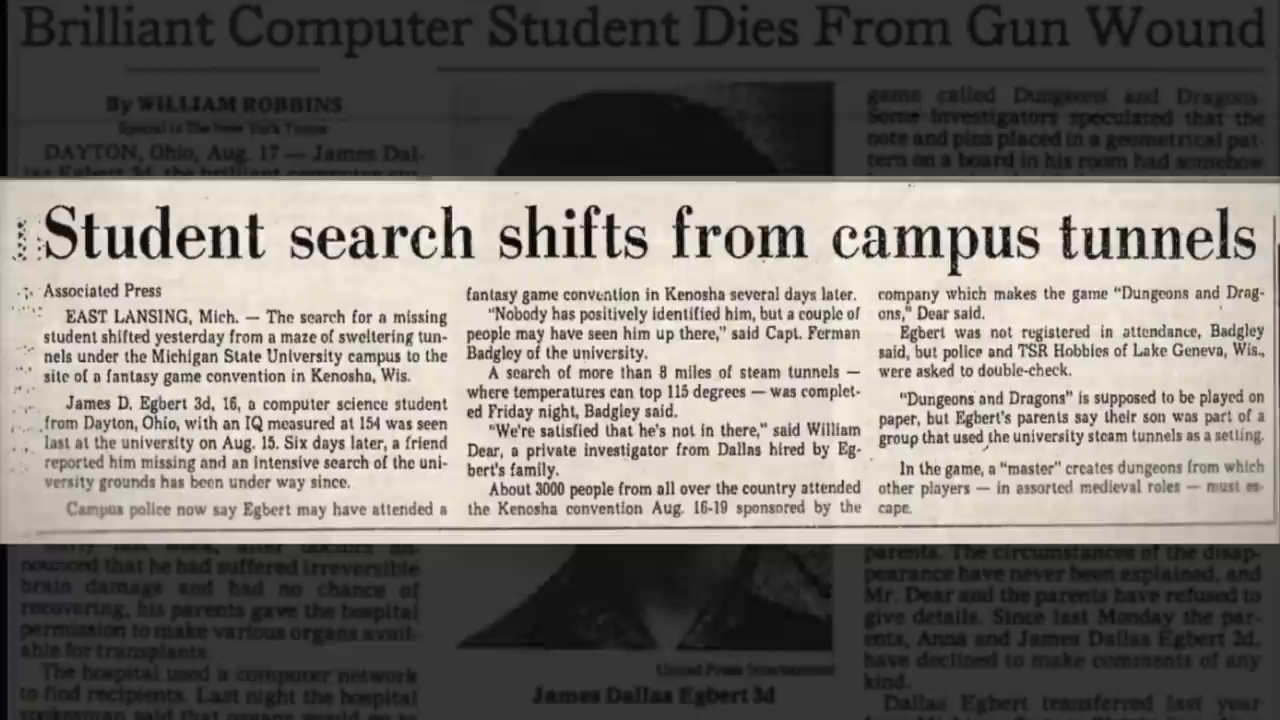 Brilliant Computer Student Dies From Gun Wound
By WILLIAM ROBBINS
Special to The New York Times
DAYTON, Ohio, Aug. 17 — James Dal-
las Egbert 3d, the brilliant computer stu-
game called Dungeons and Dragons.
Some investigators speculated that the
note and pins placed in a geometrical pat-
tern on a board in his room had somehow
Student search shifts from campus tunnels
Associated Press
EAST LANSING, Mich. — The search for a missing
student shifted yesterday from a maze of sweltering tun-
nels under the Michigan State University campus to the
site of a fantasy game convention in Kenosha, Wis.
James D. Egbert 3d, 16, a computer science student
from Dayton, Ohio, with an IQ measured at 154 was seen
last at the university on Aug. 15. Six days later, a friend
reported him missing and an intensive search of the uni-
versity grounds has been under way since.
Campus police now say Egbert may have attended a
fantasy game convention in Kenosha several days later.
"Nobody has positively identified him, but a couple of
people may have seen him up there," said Capt. Ferman
Badgley of the university.
A search of more than 8 miles of steam tunnels —
where temperatures can top 115 degrees — was complet-
ed Friday night, Badgley said.
"We're satisfied that he's not in there," said William
Dear, a private investigator from Dallas hired by Eg-
bert's family.
About 3000 people from all over the country attended
the Kenosha convention Aug. 16-19 sponsored by the
company which makes the game "Dungeons and Drag-
ons," Dear said.
Egbert was not registered in attendance, Badgley
said, but police and TSR Hobbies of Lake Geneva, Wis.,
were asked to double-check.
"Dungeons and Dragons" is supposed to be played on
paper, but Egbert's parents say their son was part of a
group that used the university steam tunnels as a setting.
In the game, a "master" creates dungeons from which
other players — in assorted medieval roles — must es-
cape.
nounced that he had suffered irreversible
brain damage and had no chance of
recovering, his parents gave the hospital
permission to make various organs avail-
able for transplants.
The hospital used a computer network
to find recipients. Last night the hospital
spokesman said that organs would go to
United Press International
James Dallas Egbert 3d
parents. The circumstances of the disap-
pearance have never been explained, and
Mr. Dear and the parents have refused to
give details. Since last Monday the par-
ents, Anna and James Dallas Egbert 2d,
have declined to make comments of any
kind.
Dallas Egbert transferred last year